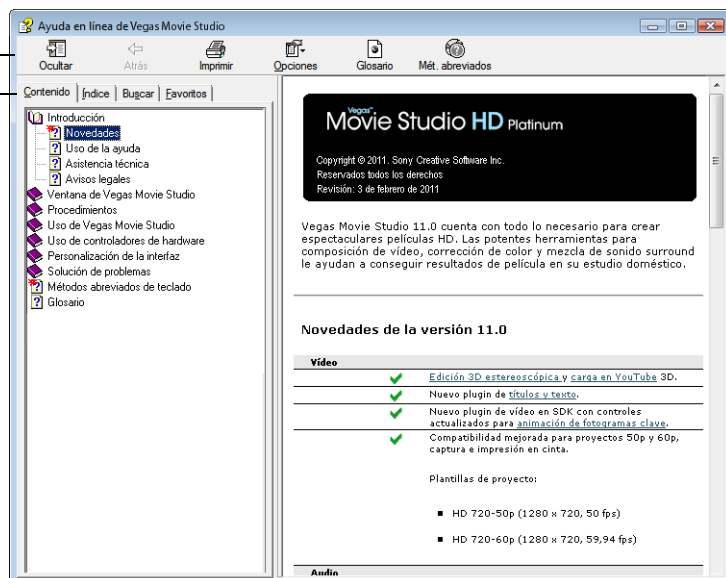 Ayuda en línea de Vegas Movie Studio
Ocultar
Atrás
Imprimir
Opciones
Glosario
Mét. abreviados
Contenido
Índice
Buscar
Favoritos
Introducción
Novedades
Uso de la ayuda
Asistencia técnica
Avisos legales
Ventana de Vegas Movie Studio
Procedimientos
Uso de Vegas Movie Studio
Uso de controladores de hardware
Personalización de la interfaz
Solución de problemas
Métodos abreviados de teclado
Glosario
Vegas™
Movie Studio HD Platinum
Copyright © 2011. Sony Creative Software Inc.
Reservados todos los
derechos
Revisión: 3 de febrero
de 2011
Vegas Movie Studio 11.0 cuenta con todo lo necesario para crear
espectaculares películas HD. Las potentes herramientas para
composición de vídeo, corrección de color y mezcla de sonido surround
le ayudan a conseguir resultados de película en su estudio doméstico.
Novedades de la versión 11.0
Vídeo
Edición 3D estereoscópica y carga en YouTube 3D.
Nuevo plugin de títulos y texto.
Nuevo plugin de vídeo en SDK con controles
actualizados para animación de fotogramas clave.
Compatibilidad mejorada para proyectos 50p y 60p,
captura e impresión en cinta.
Plantillas de proyecto:
HD 720-50p (1280 x 720, 50 fps)
HD 720-60p (1280 x 720, 59,94 fps)
Audio